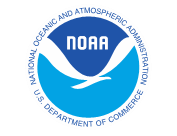 NATIONAL OCEANIC AND ATMOSPHERIC ADMINISTRATION
NOAA
U.S. DEPARTMENT OF COMMERCE